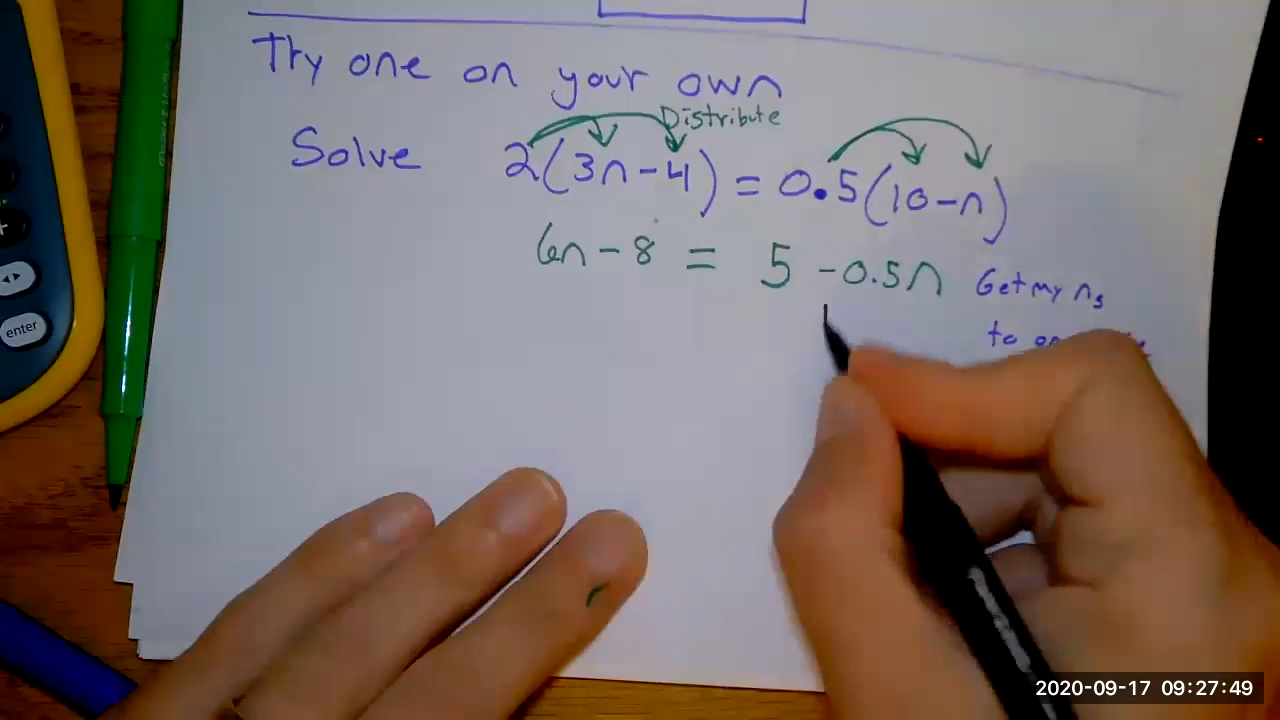 Try one on your own
Distribute
Solve 2(3n-4) = 0.5(10-n)
6n-8 = 5 -0.5n Get my ns
to
enter
2020-09-17 09:27:49